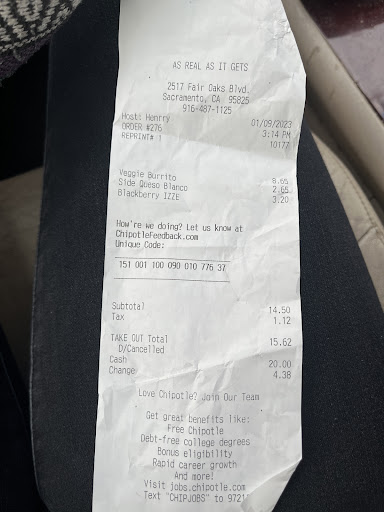 AS REAL AS IT GETS
2517 Fair Oaks Blvd.
Sacramento, CA 95825
916-487-1125
Host: Henrry 01/09/2023
ORDER #276 3:14 PM
REPRINT# 1 10177
Veggie Burrito 8.65
Side Queso Blanco 2.65
Blackberry IZZE 3.20
How're we doing? Let us know at
ChipotleFeedback.com
Unique Code:
151 001 100 090 010 776 37
Subtotal 14.50
Tax 1.12
TAKE OUT Total 15.62
D/Cancelled
Cash 20.00
Change 4.38
Love Chipotle? Join Our Team
Get great benefits like:
Free Chipotle
Debt-free college degrees
Bonus eligibility
Rapid career growth
And more!
Visit jobs.chipotle.com
Text "CHIPJOBS" to 9721